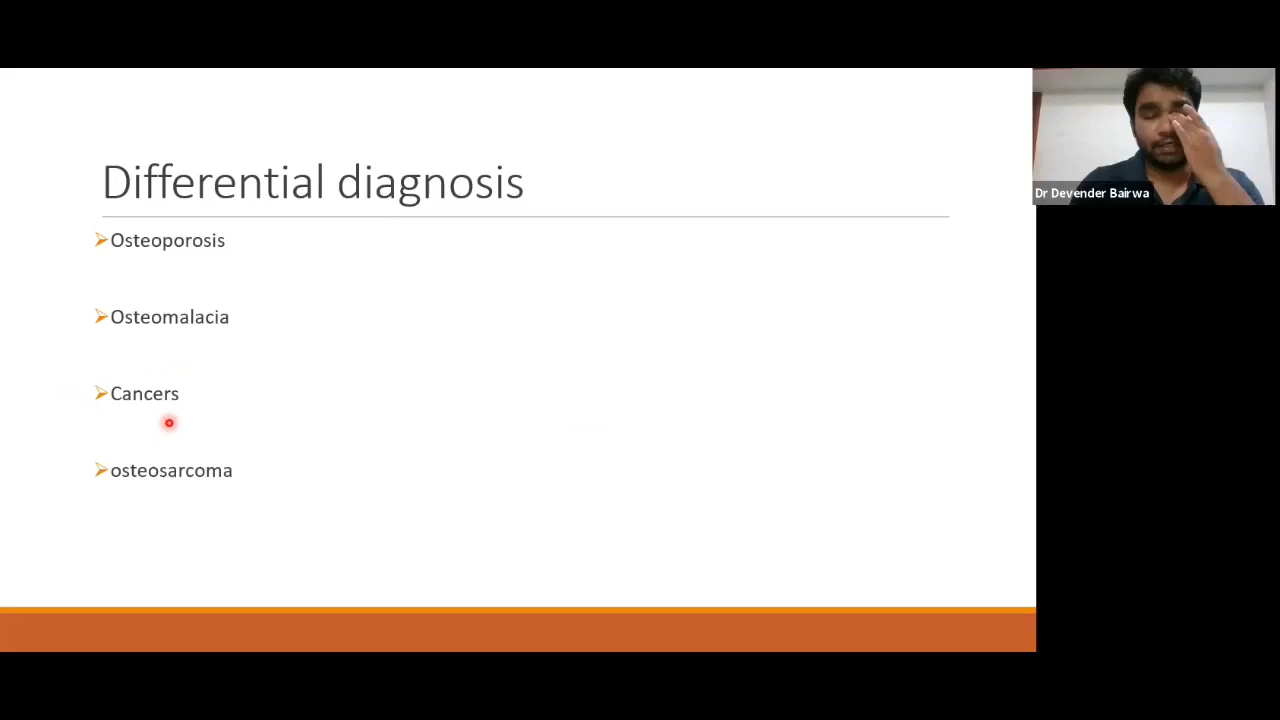 Differential diagnosis
Osteoporosis
Osteomalacia
Cancers
osteosarcoma
Dr Devender Bairwa